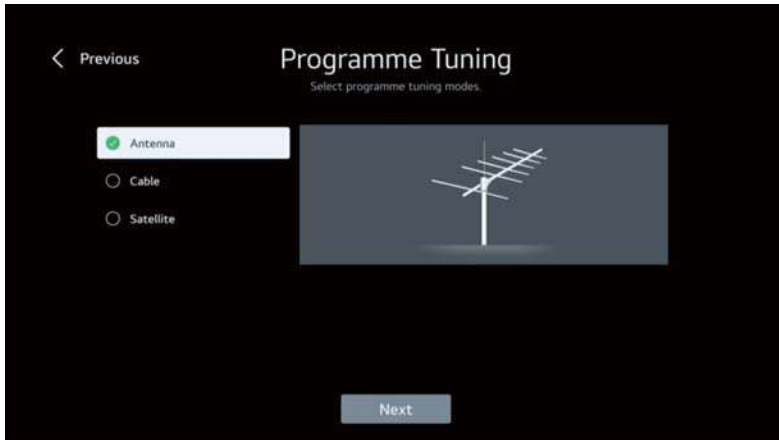 Previous
Programme Tuning
Select programme tuning modes.
Antenna
Cable
Satellite
Next